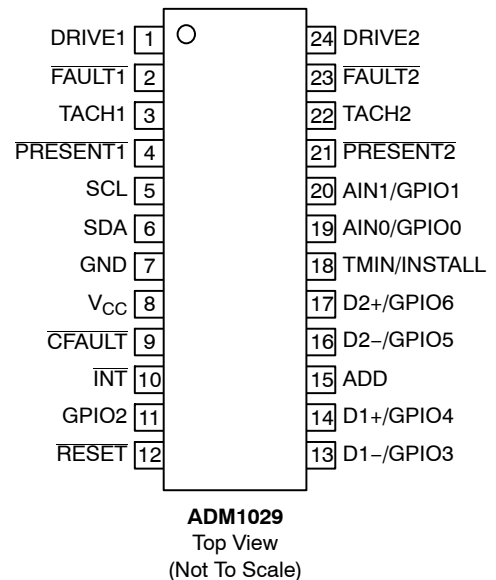 DRIVE1 1 24 DRIVE2
FAULT1 2 23 FAULT2
TACH1 3 22 TACH2
PRESENT1 4 21 PRESENT2
SCL 5 20 AIN1/GPIO1
SDA 6 19 AIN0/GPIO0
GND 7 18 TMIN/INSTALL
VCC 8 17 D2+/GPIO6
CFAULT 9 16 D2−/GPIO5
INT 10 15 ADD
GPIO2 11 14 D1+/GPIO4
RESET 12 13 D1−/GPIO3
ADM1029
Top View
(Not To Scale)